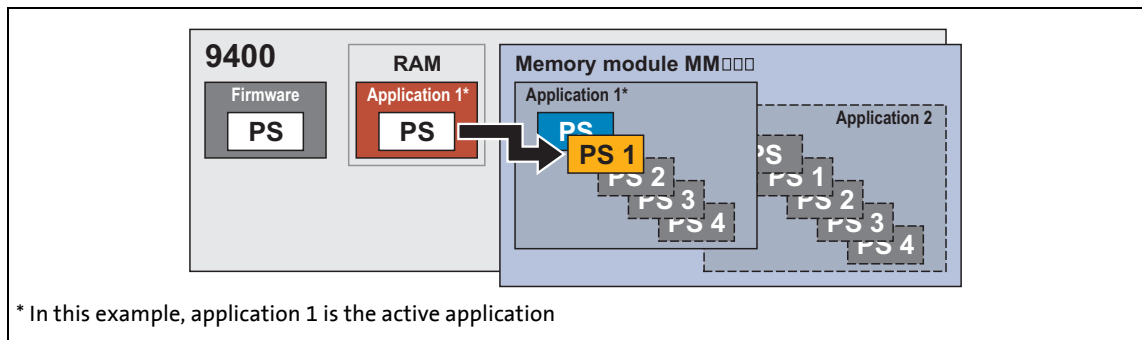 9400
RAM
Memory module MM□□□
Firmware
PS
Application 1*
PS
Application 1*
PS
PS 1
PS 2
PS 3
PS 4
Application 2
PS
PS 1
PS 2
PS 3
PS 4
* In this example, application 1 is the active application